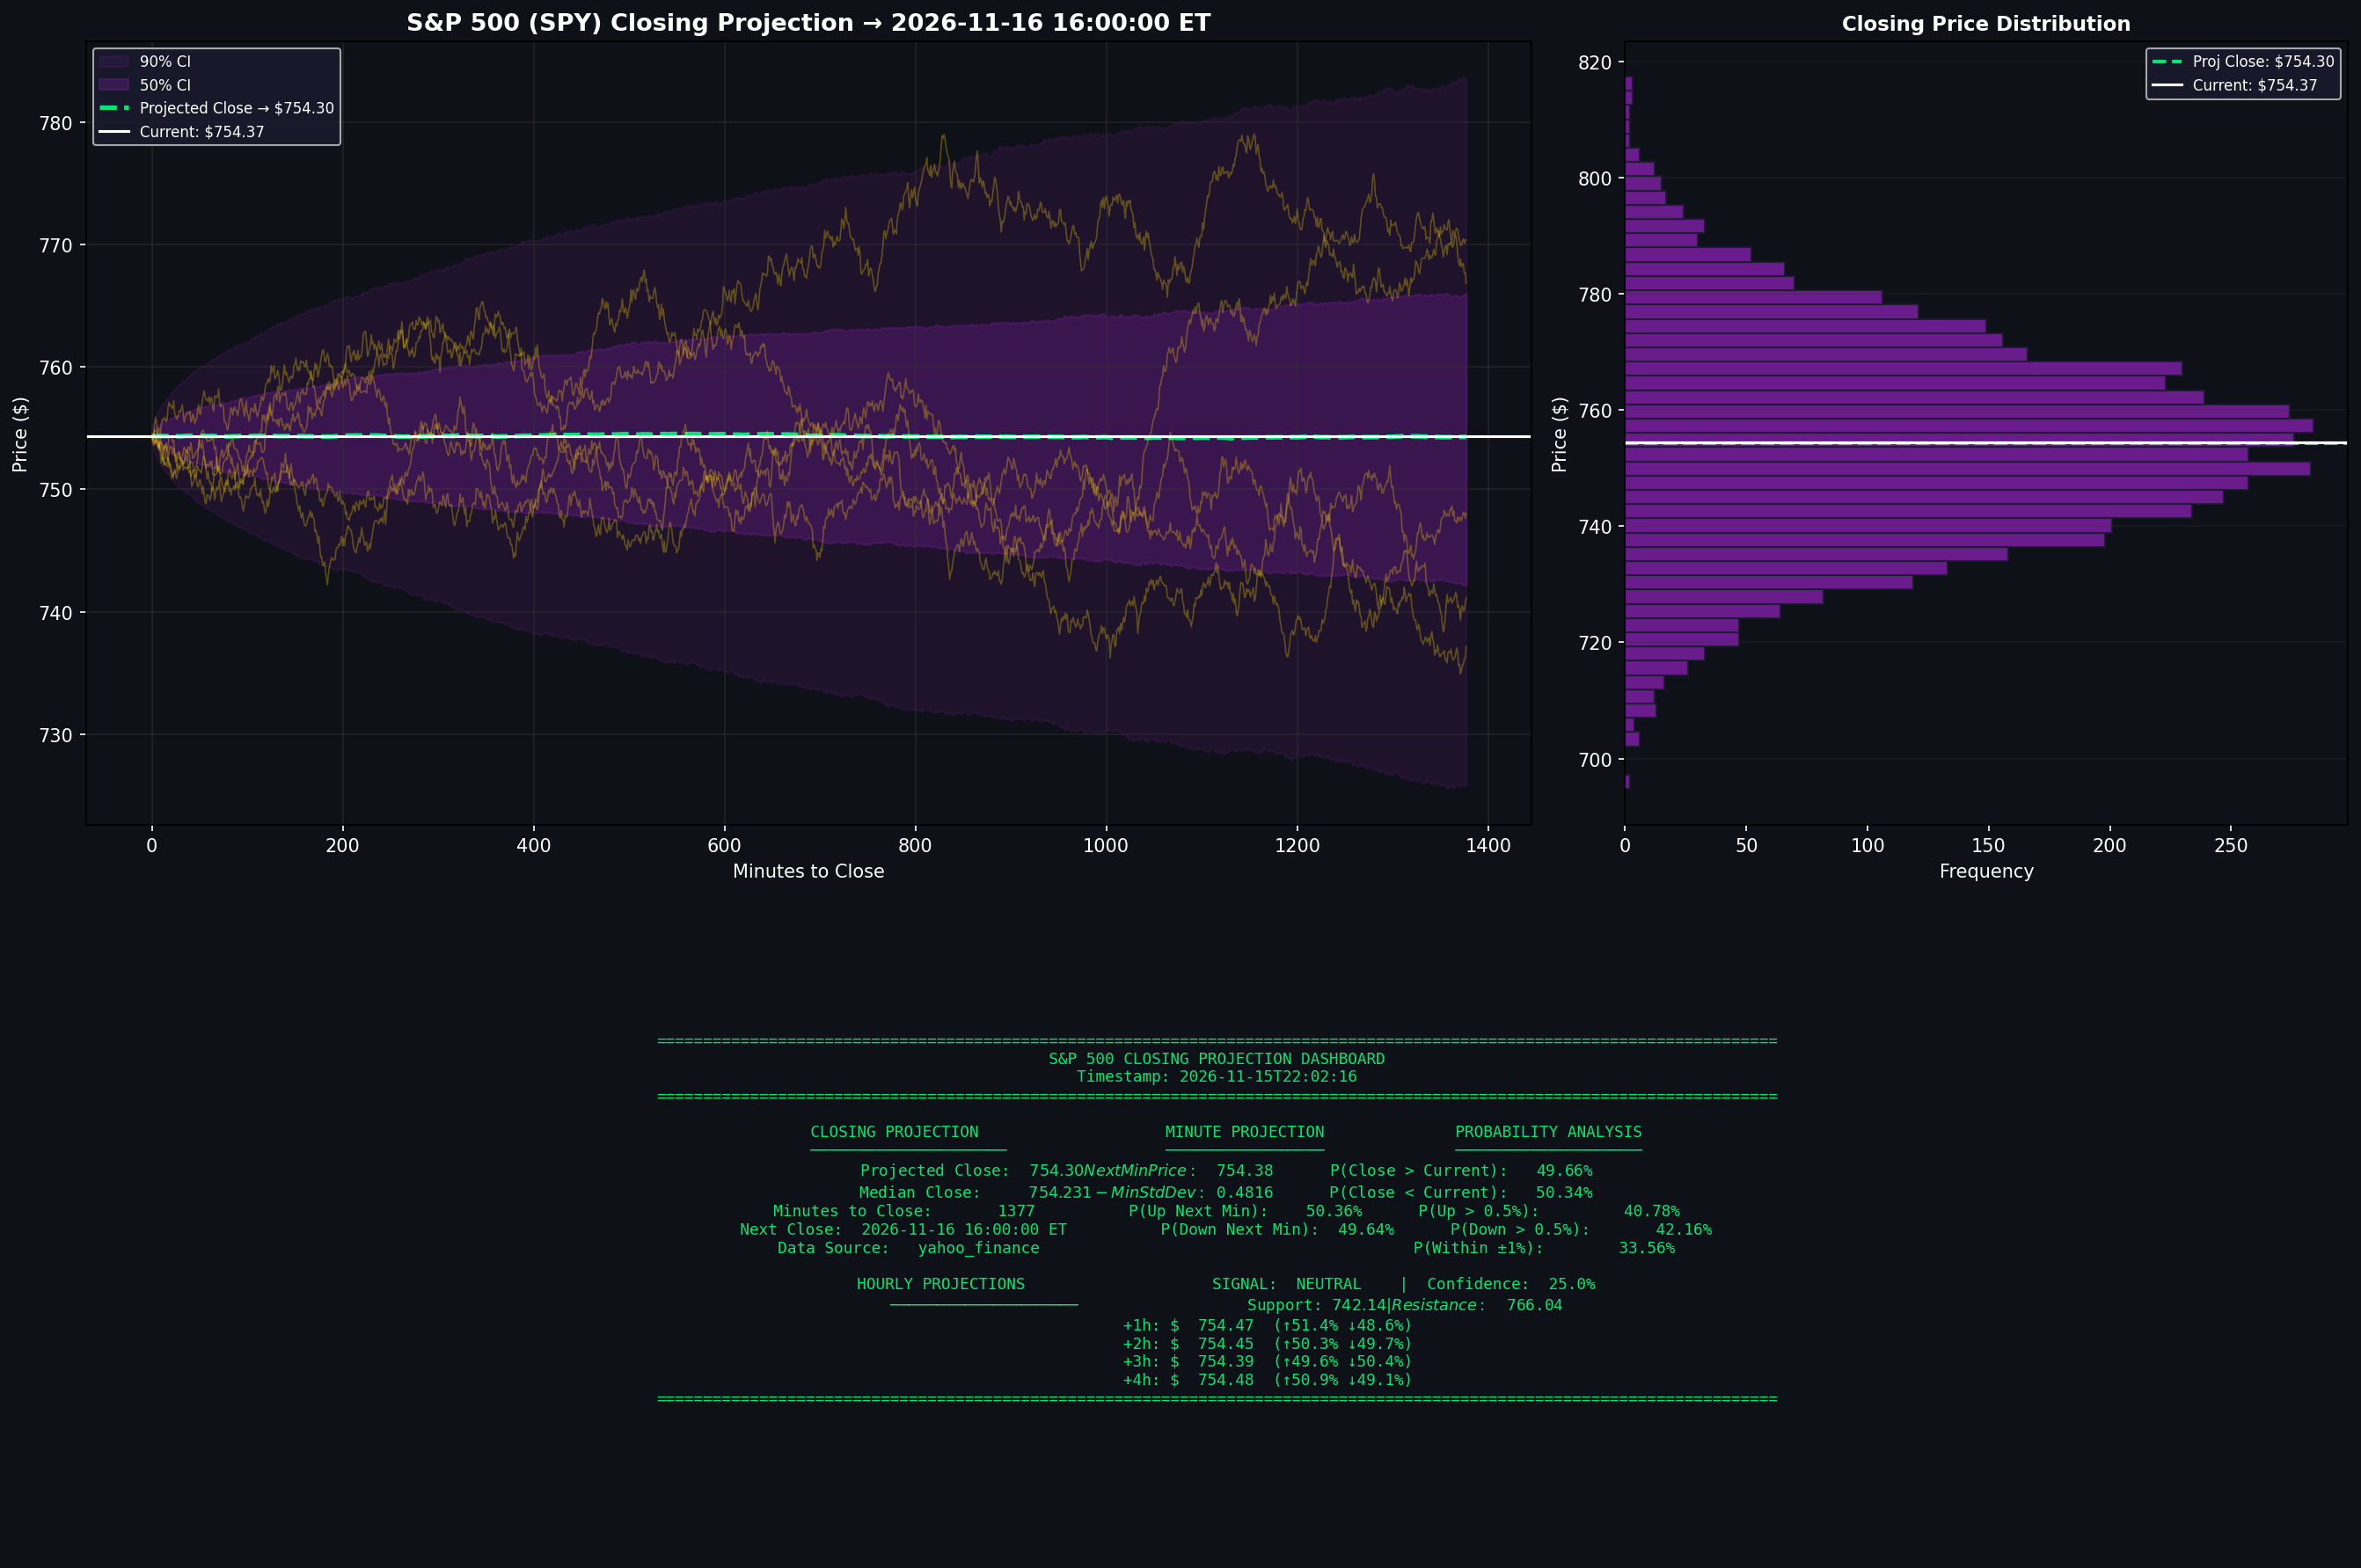 S&P 500 (SPY) Closing Projection → 2026-11-16 16:00:00 ET
90% CI
50% CI
Projected Close → $754.30
Current: $754.37
Price ($)
780
770
760
750
740
730
0 200 400 600 800 1000 1200 1400
Minutes to Close
Closing Price Distribution
Proj Close: $754.30
Current: $754.37
Price ($)
820
800
780
760
740
720
700
0 50 100 150 200 250
Frequency
S&P 500 CLOSING PROJECTION DASHBOARD
Timestamp: 2026-11-15T22:02:16
CLOSING PROJECTION MINUTE PROJECTION PROBABILITY ANALYSIS
Projected Close: 754.30NextMinPrice: 754.38 P(Close > Current): 49.66%
Median Close: 754.231-MinStdDev: 0.4816 P(Close < Current): 50.34%
Minutes to Close: 1377 P(Up Next Min): 50.36% P(Up > 0.5%): 40.78%
Next Close: 2026-11-16 16:00:00 ET P(Down Next Min): 49.64% P(Down > 0.5%): 42.16%
Data Source: yahoo_finance P(Within ±1%): 33.56%
HOURLY PROJECTIONS SIGNAL: NEUTRAL | Confidence: 25.0%
Support: 742.14|Resistance: 766.04
+1h: $ 754.47 (↑51.4% ↓48.6%)
+2h: $ 754.45 (↑50.3% ↓49.7%)
+3h: $ 754.39 (↑49.6% ↓50.4%)
+4h: $ 754.48 (↑50.9% ↓49.1%)